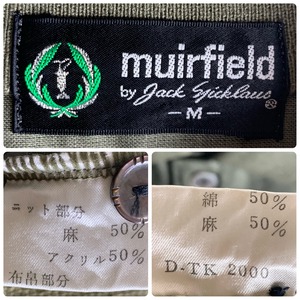 muirfield
by Jack Nicklaus®
-M-
ニット部分
麻 50%
アクリル50%
布帛部分
綿 50%
麻 50%
D-TK 2000